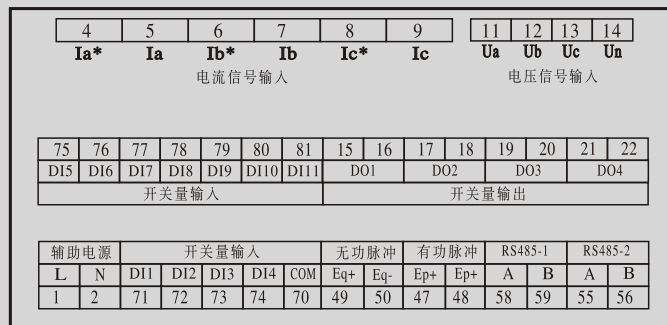 4 5 6 7 8 9 11 12 13 14
Ia* Ia Ib* Ib Ic* Ic Ua Ub Uc Un
电流信号输入 电压信号输入
75 76 77 78 79 80 81 15 16 17 18 19 20 21 22
DI5 DI6 DI7 DI8 DI9 DI10 DI11 DO1 DO2 DO3 DO4
开关量输入 开关量输出
辅助电源 开关量输入 无功脉冲 有功脉冲 RS485-1 RS485-2
L N DI1 DI2 DI3 DI4 COM Eq+ Eq- Ep+ Ep+ A B A B
1 2 71 72 73 74 70 49 50 47 48 58 59 55 56